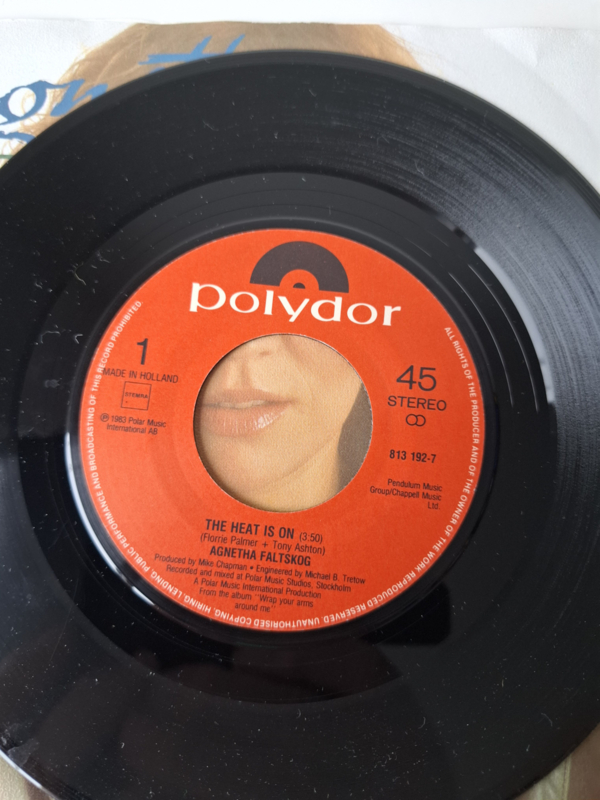 on th
polydor
1
MADE IN HOLLAND
STEMRA
℗ 1983 Polar Music
International AB
45
STEREO
813 192-7
Pendulum Music
Group/Chappell Music
Ltd.
THE HEAT IS ON (3:50)
(Florrie Palmer + Tony Ashton)
AGNETHA FALTSKOG
Produced by Mike Chapman. • Engineered by Michael B. Tretow
Recorded and mixed at Polar Music Studios, Stockholm
A Polar Music International Production
From the album "Wrap your arms
around me"
ALL RIGHTS OF THE PRODUCER AND OF THE OWNER OF THE WORK REPRODUCED RESERVED. UNAUTHORISED COPYING, HIRING, LENDING, PUBLIC PERFORMANCE AND BROADCASTING OF THIS RECORD PROHIBITED.